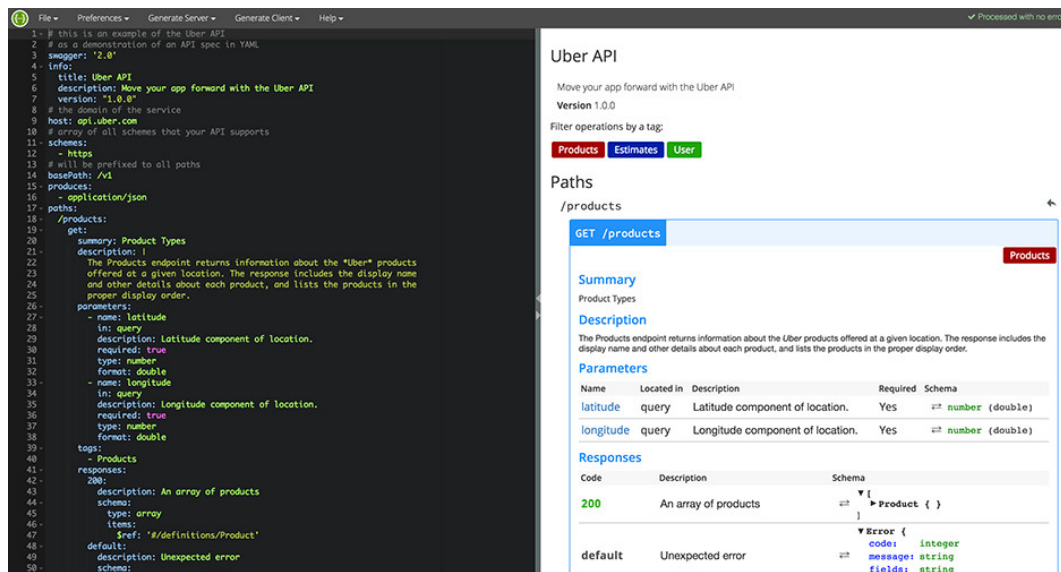 File Preferences Generate Server Generate Client Help
✔ Processed with no erro
1 # this is an example of the Uber API
2 # as a demonstration of an API spec in YAML
3 swagger: '2.0'
4 info:
5 title: Uber API
6 description: Move your app forward with the Uber API
7 version: "1.0.0"
8 # the domain of the service
9 host: api.uber.com
10 # array of all schemes that your API supports
11 schemes:
12 - https
13 # will be prefixed to all paths
14 basePath: /v1
15 produces:
16 - application/json
17 paths:
18 /products:
19 get:
20 summary: Product Types
21 description: |
22 The Products endpoint returns information about the *Uber* products
23 offered at a given location. The response includes the display name
24 and other details about each product, and lists the products in the
25 proper display order.
26 parameters:
27 - name: latitude
28 in: query
29 description: Latitude component of location.
30 required: true
31 type: number
32 format: double
33 - name: longitude
34 in: query
35 description: Longitude component of location.
36 required: true
37 type: number
38 format: double
39 tags:
40 - Products
41 responses:
42 200:
43 description: An array of products
44 schema:
45 type: array
46 items:
47 $ref: '#/definitions/Product'
48 default:
49 description: Unexpected error
50 schema:
Uber API
Move your app forward with the Uber API
Version 1.0.0
Filter operations by a tag:
Products Estimates User
Paths
/products
GET /products
Products
Summary
Product Types
Description
The Products endpoint returns information about the Uber products offered at a given location. The response includes the
display name and other details about each product, and lists the products in the proper display order.
Parameters
Name Located in Description Required Schema
latitude query Latitude component of location. Yes ⇄ number (double)
longitude query Longitude component of location. Yes ⇄ number (double)
Responses
Code Description Schema
200 An array of products ⇄ ▼[
▶Product { }
]
default Unexpected error ⇄ ▼Error {
code: integer
message: string
fields: string